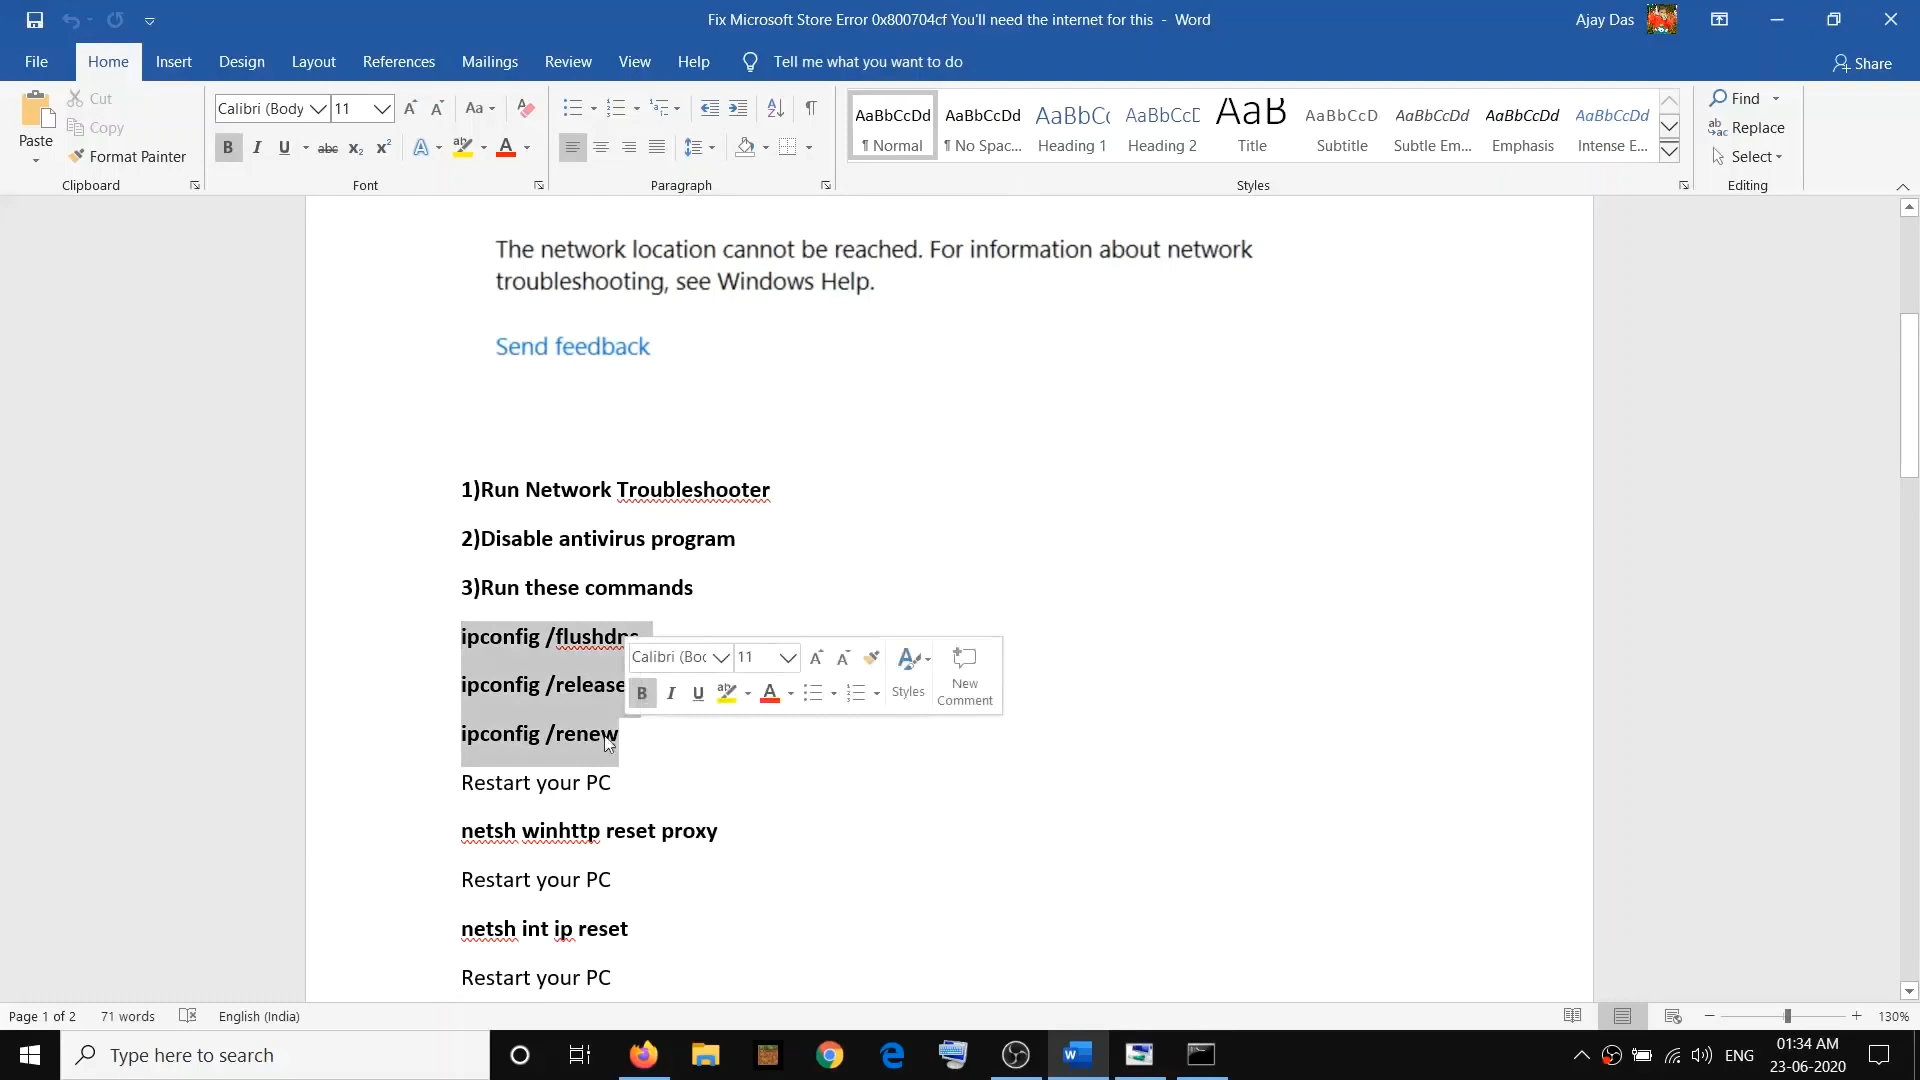 Fix Microsoft Store Error 0x800704cf You'll need the internet for this - Word
Ajay Das
File
Home
Insert
Design
Layout
References
Mailings
Review
View
Help
Tell me what you want to do
Share
Paste
Cut
Copy
Format Painter
Clipboard
Calibri (Body
11
Aa
B I U abc X₂ X²
Font
Paragraph
AaBbCcDd
¶ Normal
AaBbCcDd
¶ No Spac...
AaBbC(
Heading 1
AaBbCcE
Heading 2
AaB
Title
AaBbCcD
Subtitle
AaBbCcDd
Subtle Em...
AaBbCcDd
Emphasis
AaBbCcDd
Intense E...
Styles
Find
Replace
Select
Editing
The network location cannot be reached. For information about network
troubleshooting, see Windows Help.
Send feedback
1)Run Network Troubleshooter
2)Disable antivirus program
3)Run these commands
ipconfig /flushdns
ipconfig /release
ipconfig /renew
Calibri (Boc
11
B I U
Styles
New
Comment
Restart your PC
netsh winhttp reset proxy
Restart your PC
netsh int ip reset
Restart your PC
Page 1 of 2
71 words
English (India)
130%
Type here to search
ENG
01:34 AM
23-06-2020